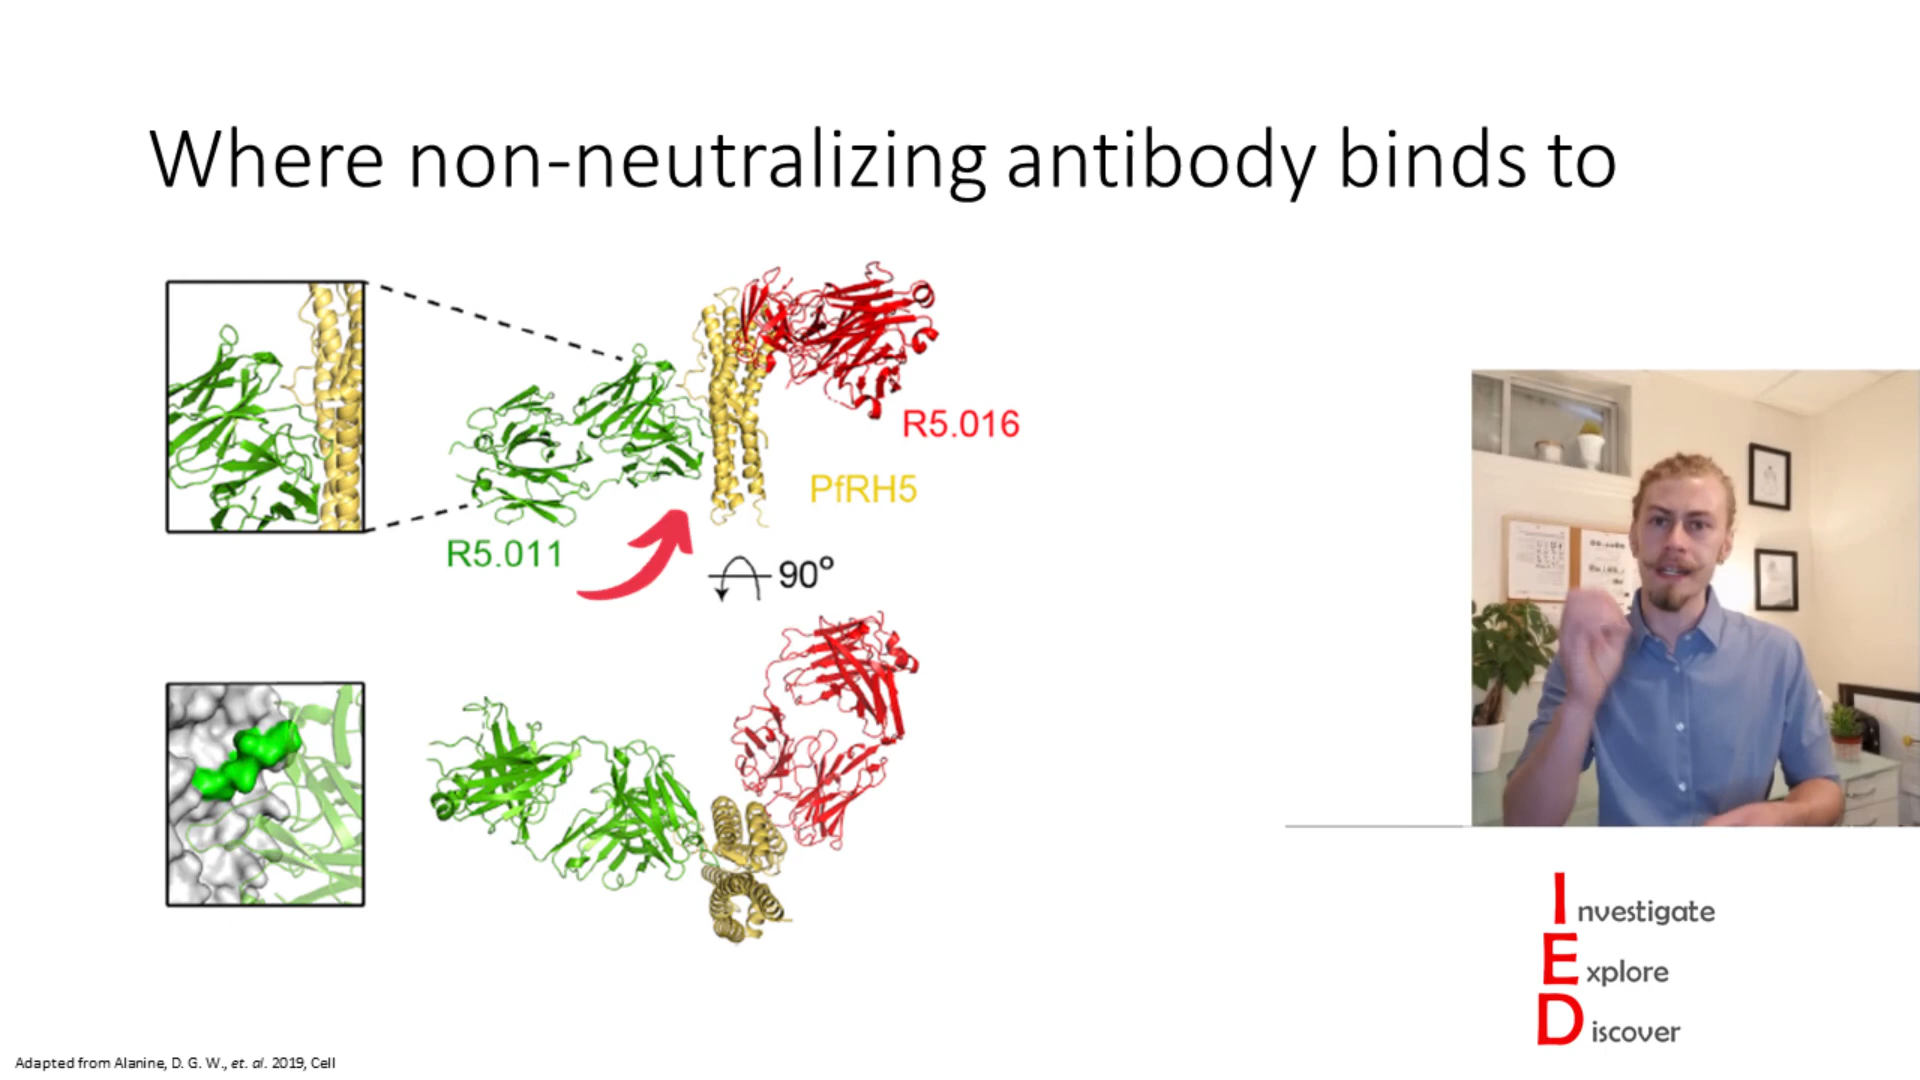 Where non-neutralizing antibody binds to
R5.016
PfRH5
R5.011
90°
Investigate
Explore
Discover
Adapted from Alanine, D. G. W., et. al. 2019, Cell